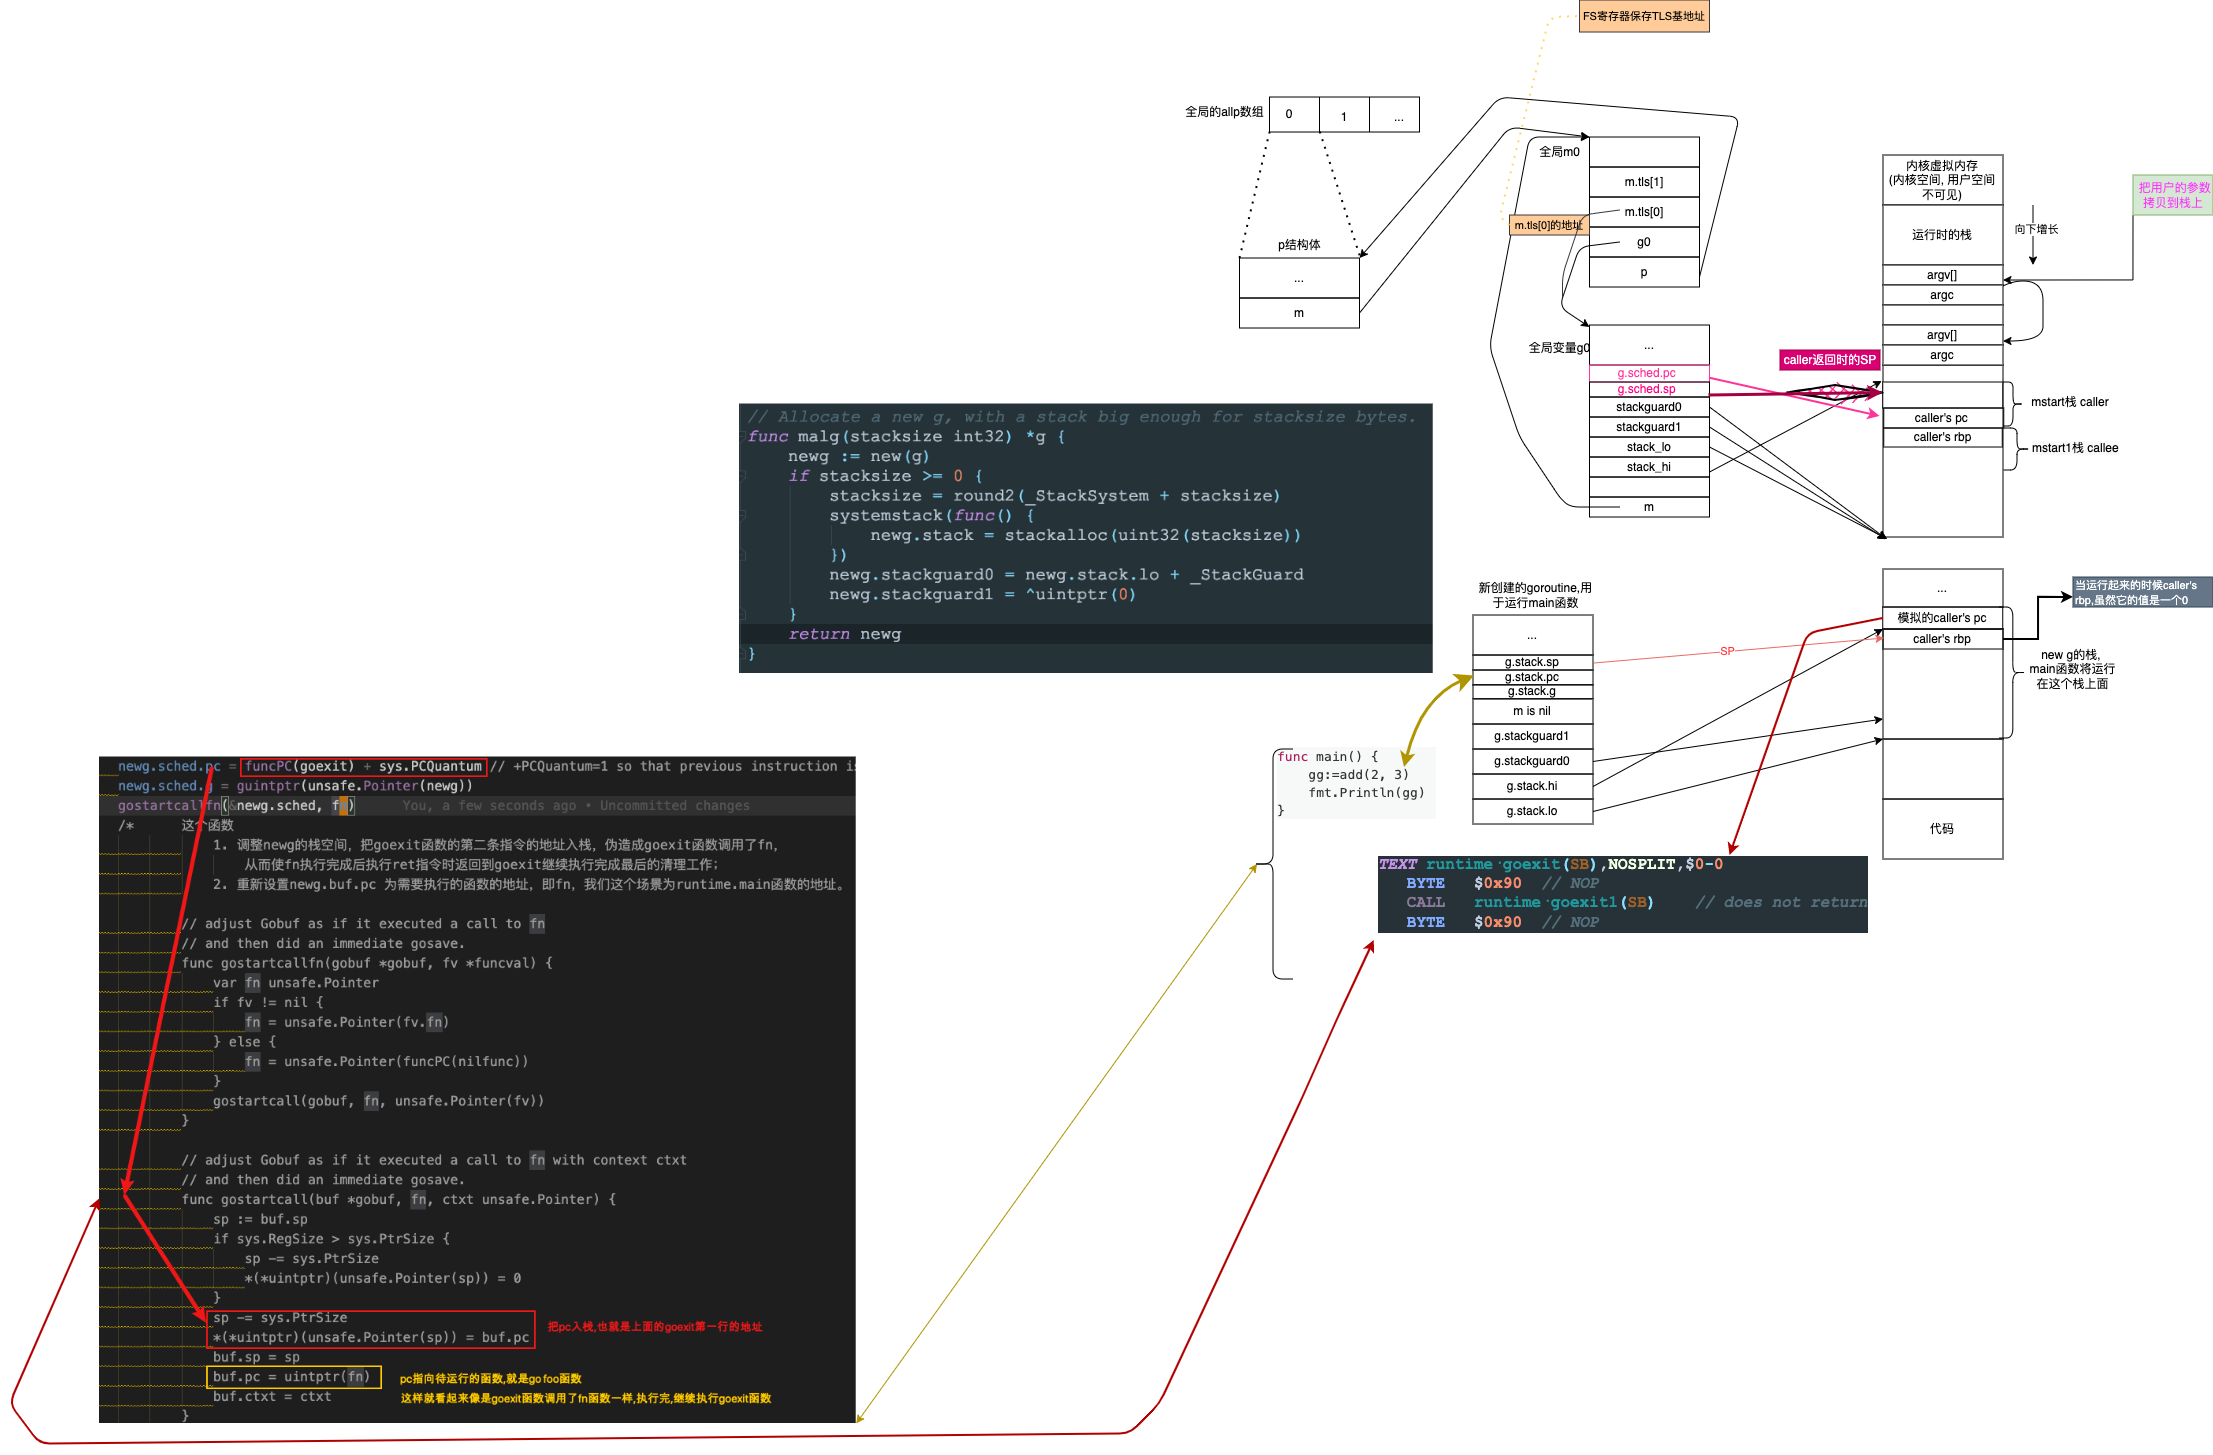 FS寄存器保存TLS基地址
全局的allp数组
0
1
...
全局m0
m.tls[1]
m.tls[0]
m.tls[0]的地址
g0
p
p结构体
...
m
内核虚拟内存
(内核空间, 用户空间
不可见)
运行时的栈
向下增长
把用户的参数
拷贝到栈上
argv[]
argc
argv[]
argc
全局变量g0
...
g.sched.pc
g.sched.sp
stackguard0
stackguard1
stack_lo
stack_hi
m
caller返回时的SP
caller's pc
caller's rbp
mstart栈 caller
mstart1栈 callee
// Allocate a new g, with a stack big enough for stacksize bytes.
func malg(stacksize int32) *g {
newg := new(g)
if stacksize >= 0 {
stacksize = round2(_StackSystem + stacksize)
systemstack(func() {
newg.stack = stackalloc(uint32(stacksize))
})
newg.stackguard0 = newg.stack.lo + _StackGuard
newg.stackguard1 = ^uintptr(0)
}
return newg
}
新创建的goroutine,用
于运行main函数
...
g.stack.sp
g.stack.pc
g.stack.g
m is nil
g.stackguard1
g.stackguard0
g.stack.hi
g.stack.lo
SP
...
模拟的caller's pc
caller's rbp
代码
当运行起来的时候caller's
rbp,虽然它的值是一个0
new g的栈,
main函数将运行
在这个栈上面
func main() {
gg:=add(2, 3)
fmt.Println(gg)
}
TEXT runtime·goexit(SB),NOSPLIT,$0-0
BYTE $0x90 // NOP
CALL runtime·goexit1(SB) // does not return
BYTE $0x90 // NOP
newg.sched.pc = funcPC(goexit) + sys.PCQuantum // +PCQuantum=1 so that previous instruction i
newg.sched.g = guintptr(unsafe.Pointer(newg))
gostartcallfn(&newg.sched, fn) You, a few seconds ago • Uncommitted changes
/* 这个函数
1. 调整newg的栈空间，把goexit函数的第二条指令的地址入栈，伪造成goexit函数调用了fn，
从而使fn执行完成后执行ret指令时返回到goexit继续执行完成最后的清理工作；
2. 重新设置newg.buf.pc 为需要执行的函数的地址，即fn，我们这个场景为runtime.main函数的地址。
// adjust Gobuf as if it executed a call to fn
// and then did an immediate gosave.
func gostartcallfn(gobuf *gobuf, fv *funcval) {
var fn unsafe.Pointer
if fv != nil {
fn = unsafe.Pointer(fv.fn)
} else {
fn = unsafe.Pointer(funcPC(nilfunc))
}
gostartcall(gobuf, fn, unsafe.Pointer(fv))
}
// adjust Gobuf as if it executed a call to fn with context ctxt
// and then did an immediate gosave.
func gostartcall(buf *gobuf, fn, ctxt unsafe.Pointer) {
sp := buf.sp
if sys.RegSize > sys.PtrSize {
sp -= sys.PtrSize
*(*uintptr)(unsafe.Pointer(sp)) = 0
}
sp -= sys.PtrSize
*(*uintptr)(unsafe.Pointer(sp)) = buf.pc
把pc入栈,也就是上面的goexit第一行的地址
buf.sp = sp
buf.pc = uintptr(fn)
pc指向待运行的函数,就是go foo函数
buf.ctxt = ctxt
这样就看起来像是goexit函数调用了fn函数一样,执行完,继续执行goexit函数
}